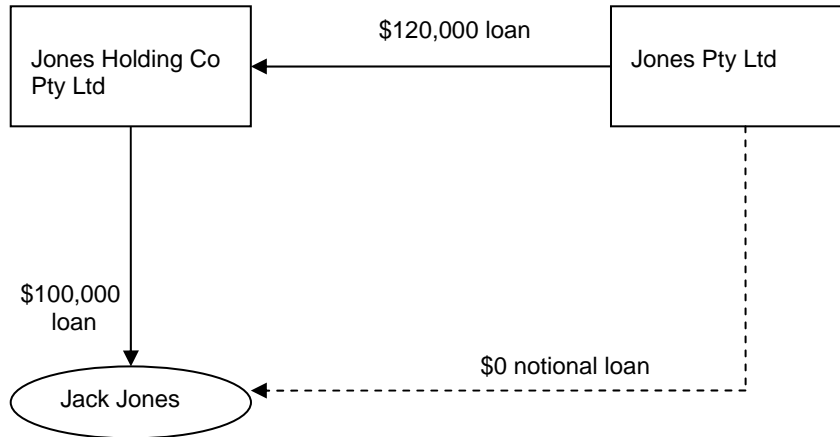 $120,000 loan
Jones Holding Co
Pty Ltd
Jones Pty Ltd
$100,000
loan
$0 notional loan
Jack Jones